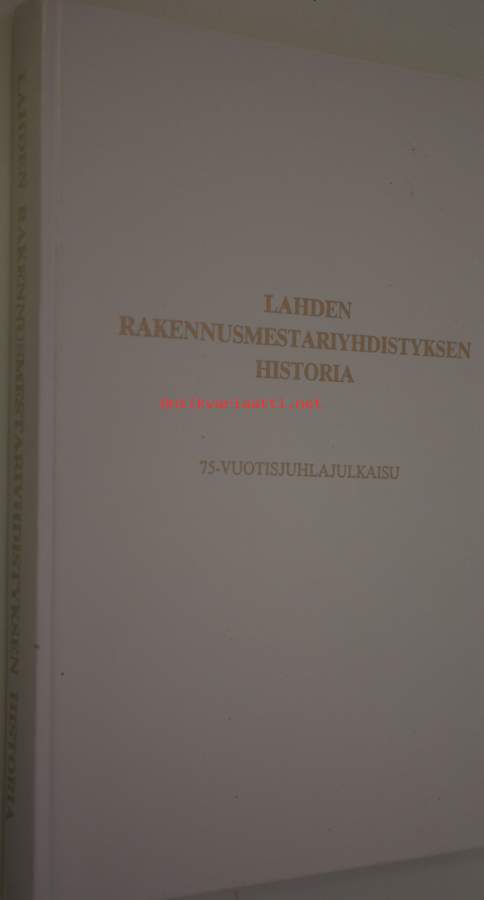 LAHDEN
RAKENNUSMESTARIYHDISTYKSEN
HISTORIA
antikvariaatti.net
75-VUOTISJUHLAJULKAISU
LAHDEN RAKENNUSMESTARIYHDISTYKSEN HISTORIA